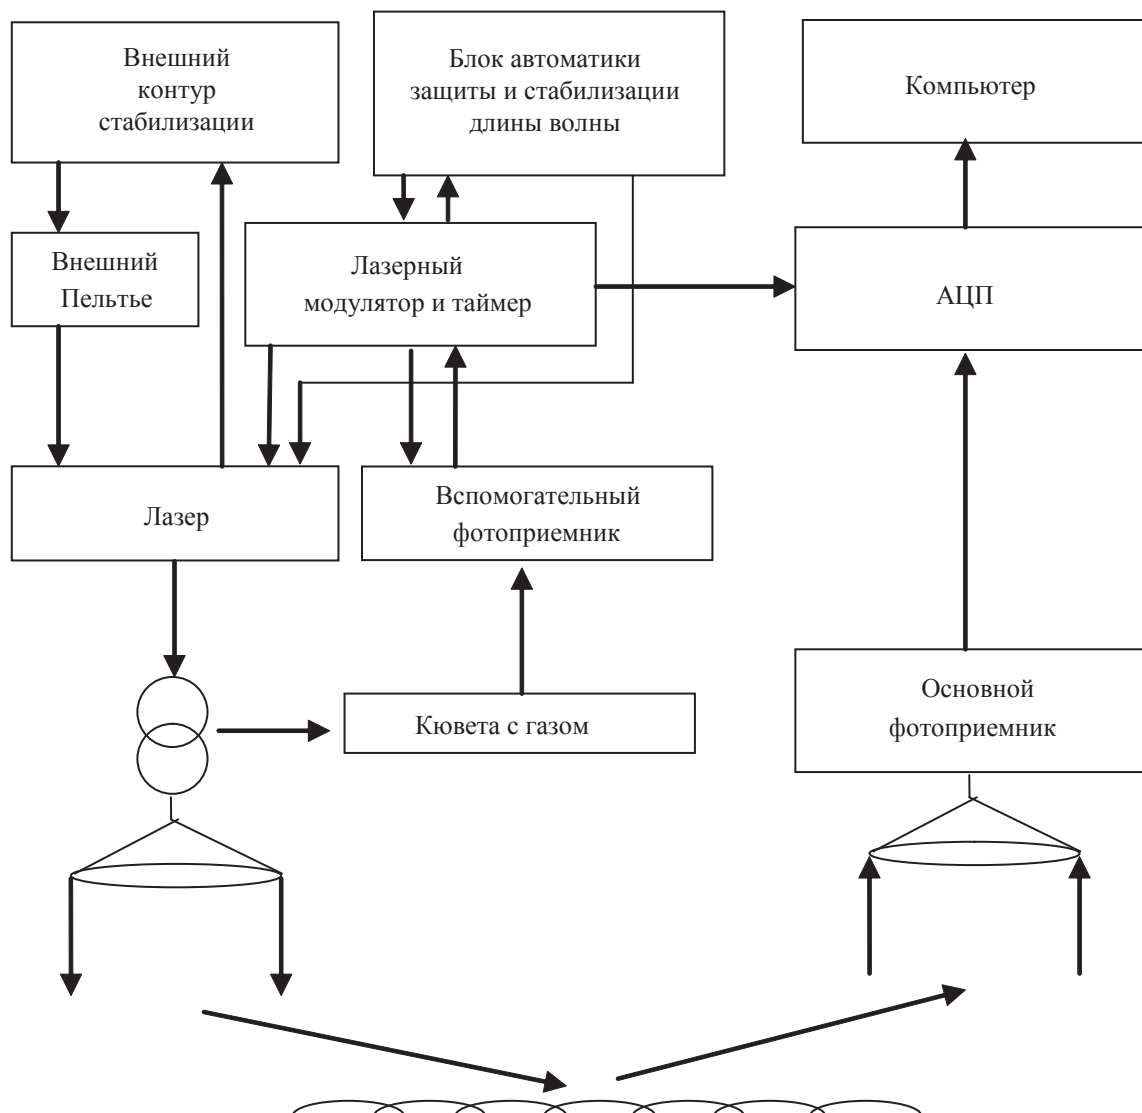 Внешний
контур
стабилизации
Блок автоматики
защиты и стабилизации
длины волны
Компьютер
Внешний
Пельтье
Лазерный
модулятор и таймер
АЦП
Лазер
Вспомогательный
фотоприемник
Кювета с газом
Основной
фотоприемник